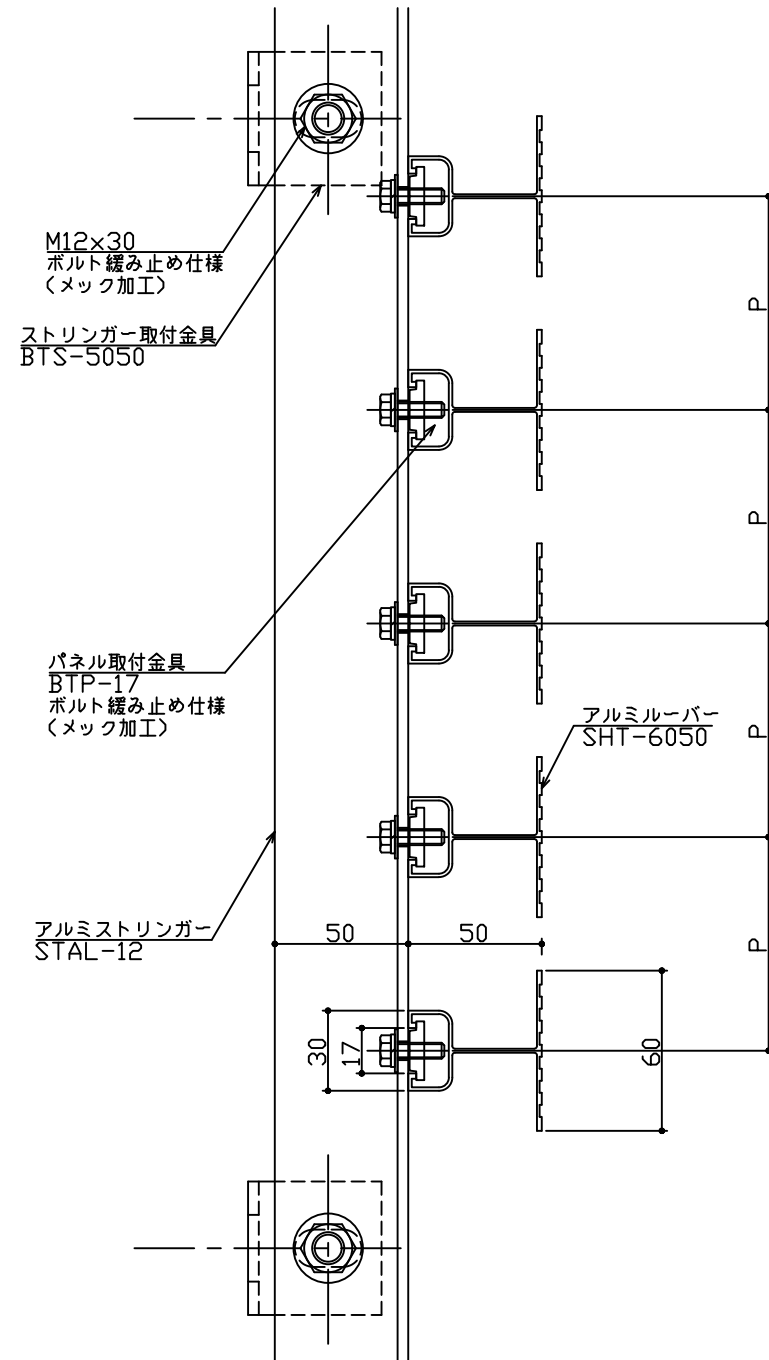 M12×30
ボルト緩み止め仕様
(メック加工)
ストリンガー取付金具
BTS-5050
P
P
パネル取付金具
BTP-17
ボルト緩み止め仕様
(メック加工)
アルミルーバー
SHT-6050
P
アルミストリンガー
STAL-12
50
50
P
30
17
60